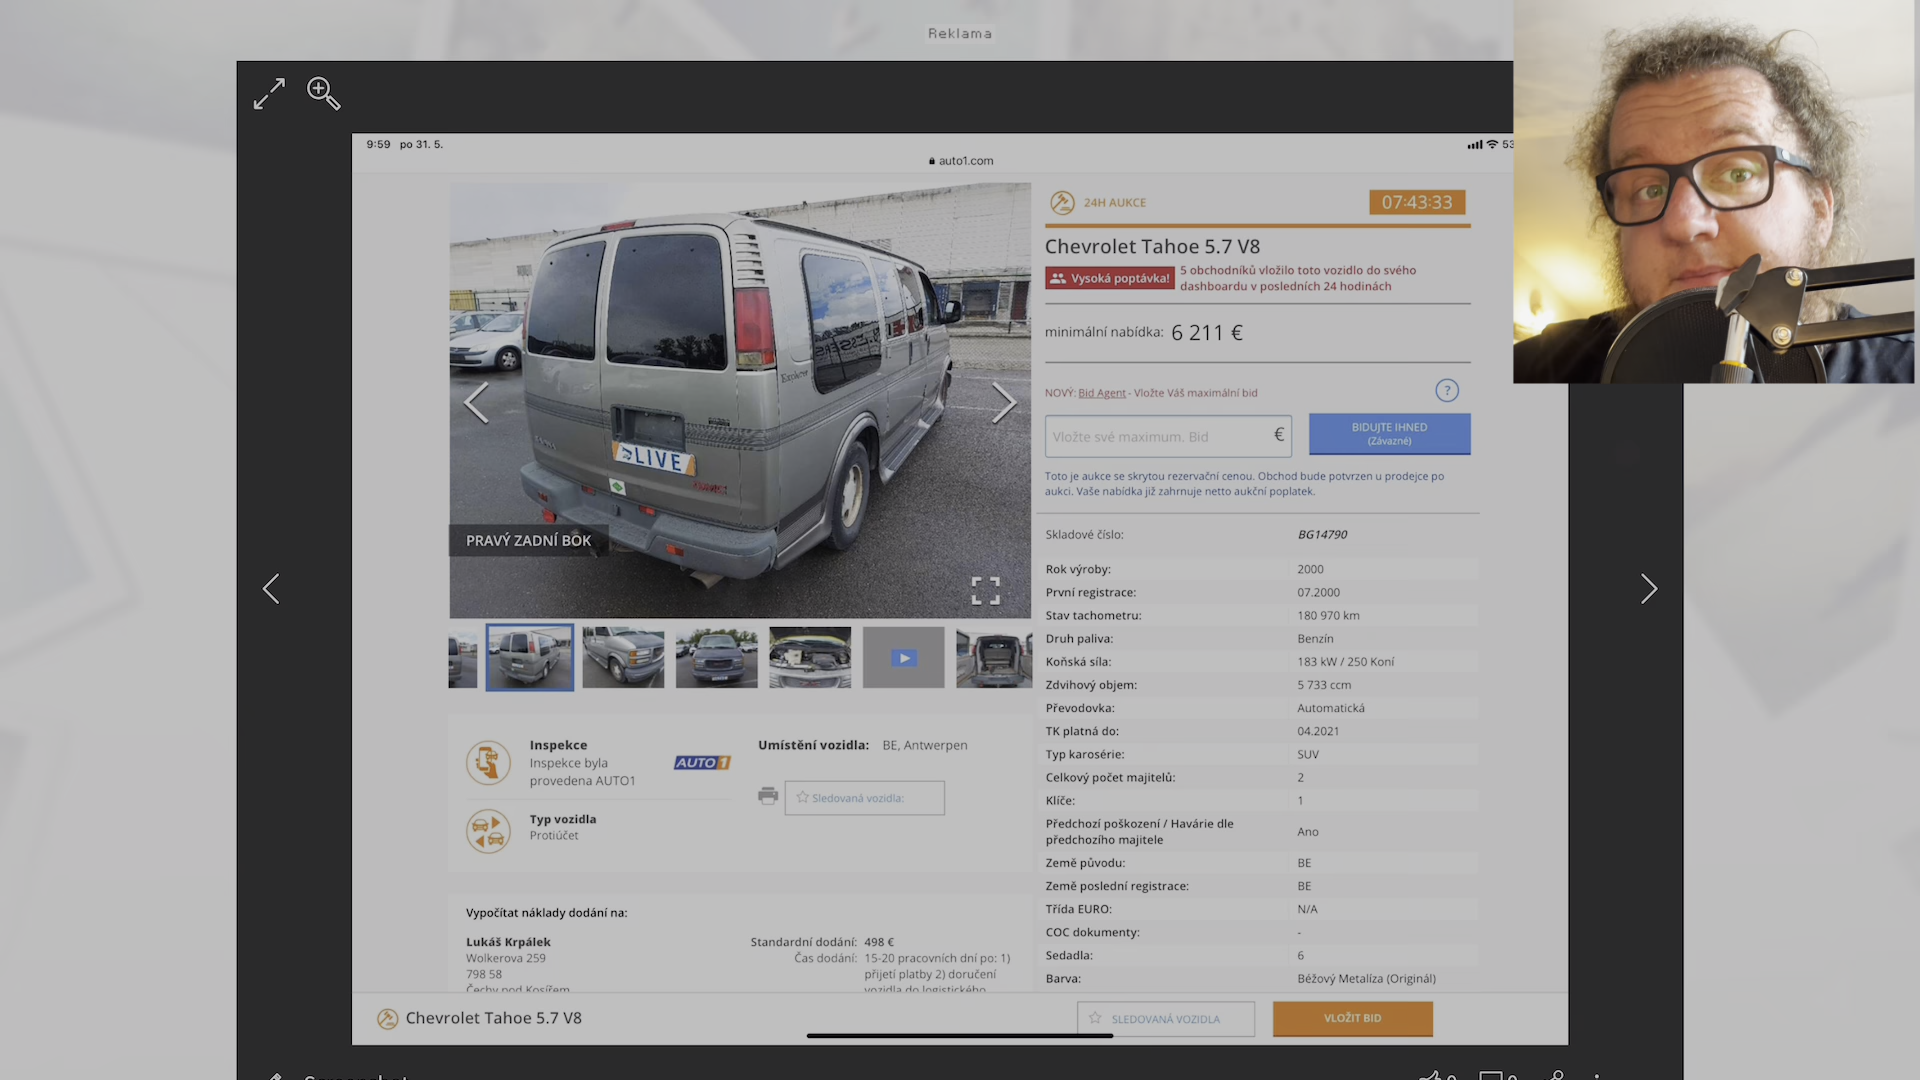 Reklama
9:59 po 31. 5.
53
auto1.com
24H AUKCE
07:43:33
Chevrolet Tahoe 5.7 V8
Vysoká poptávka!
5 obchodníků vložilo toto vozidlo do svého
dashboardu v posledních 24 hodinách
minimální nabídka: 6 211 €
NOVÝ: Bid Agent - Vložte Váš maximální bid
?
Vložte své maximum. Bid €
BIDUJTE IHNED
(Závazné)
Toto je aukce se skrytou rezervační cenou. Obchod bude potvrzen u prodejce po
aukci. Vaše nabídka již zahrnuje netto aukční poplatek.
Explorer
LIVE
PRAVÝ ZADNÍ BOK
Skladové číslo: BG14790
Rok výroby: 2000
První registrace: 07.2000
Stav tachometru: 180 970 km
Druh paliva: Benzín
Koňská síla: 183 kW / 250 Koní
Zdvihový objem: 5 733 ccm
Převodovka: Automatická
TK platná do: 04.2021
Typ karosérie: SUV
Celkový počet majitelů: 2
Klíče: 1
Předchozí poškození / Havárie dle
předchozího majitele
Ano
Země původu: BE
Země poslední registrace: BE
Třída EURO: N/A
COC dokumenty: -
Sedadla: 6
Barva: Béžový Metalíza (Originál)
Inspekce
Inspekce byla
provedena AUTO1
AUTO1
Typ vozidla
Protiúčet
Umístění vozidla: BE, Antwerpen
Sledovaná vozidla:
Vypočítat náklady dodání na:
Lukáš Krpálek
Wolkerova 259
798 58
Čechy pod Kosířem
Standardní dodání: 498 €
Čas dodání: 15-20 pracovních dní po: 1)
přijetí platby 2) doručení
vozidla do logistického
Chevrolet Tahoe 5.7 V8
SLEDOVANÁ VOZIDLA
VLOŽIT BID
Screenshot